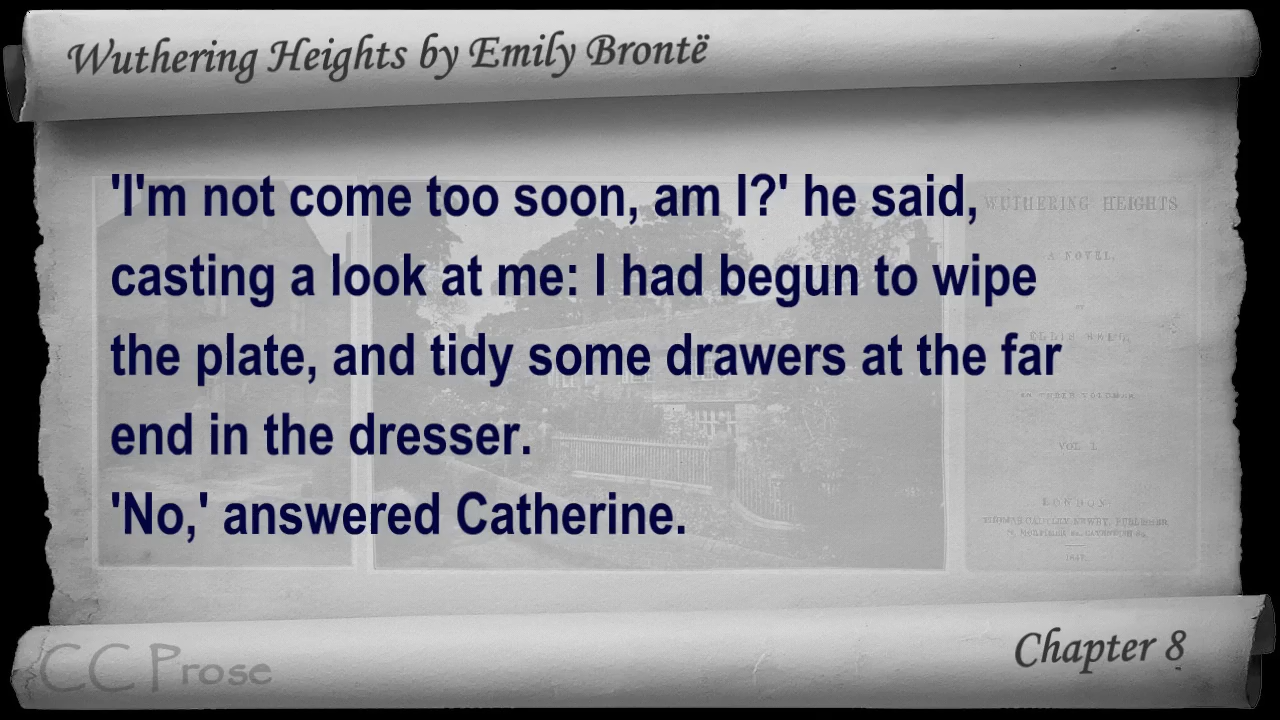 Wuthering Heights by Emily Brontë
'I'm not come too soon, am I?' he said,
casting a look at me: I had begun to wipe
the plate, and tidy some drawers at the far
end in the dresser.
'No,' answered Catherine.
WUTHERING HEIGHTS
A NOVEL,
VOL. I.
LONDON:
1847.
Chapter 8
CC Prose